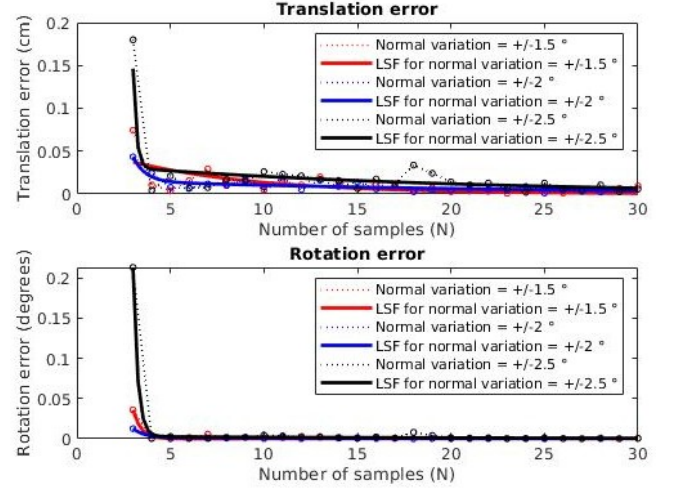 Translation error
0.2
0.15
0.1
0.05
0
Translation error (cm)
Normal variation = +/-1.5 °
LSF for normal variation = +/-1.5 °
Normal variation = +/-2 °
LSF for normal variation = +/-2 °
Normal variation = +/-2.5 °
LSF for normal variation = +/-2.5 °
0 5 10 15 20 25 30
Number of samples (N)
Rotation error
0.2
0.15
0.1
0.05
0
Rotation error (degrees)
Normal variation = +/-1.5 °
LSF for normal variation = +/-1.5 °
Normal variation = +/-2 °
LSF for normal variation = +/-2 °
Normal variation = +/-2.5 °
LSF for normal variation = +/-2.5 °
0 5 10 15 20 25 30
Number of samples (N)